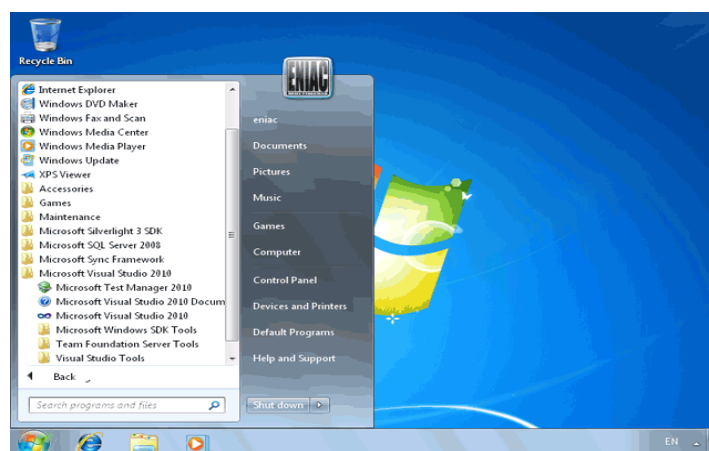 Recycle Bin
ENIAC
Internet Explorer
Windows DVD Maker
Windows Fax and Scan
Windows Media Center
Windows Media Player
Windows Update
XPS Viewer
Accessories
Games
Maintenance
Microsoft Silverlight 3 SDK
Microsoft SQL Server 2008
Microsoft Sync Framework
Microsoft Visual Studio 2010
Microsoft Test Manager 2010
Microsoft Visual Studio 2010 Docum
Microsoft Visual Studio 2010
Microsoft Windows SDK Tools
Team Foundation Server Tools
Visual Studio Tools
Back
Search programs and files
eniac
Documents
Pictures
Music
Games
Computer
Control Panel
Devices and Printers
Default Programs
Help and Support
Shut down
EN